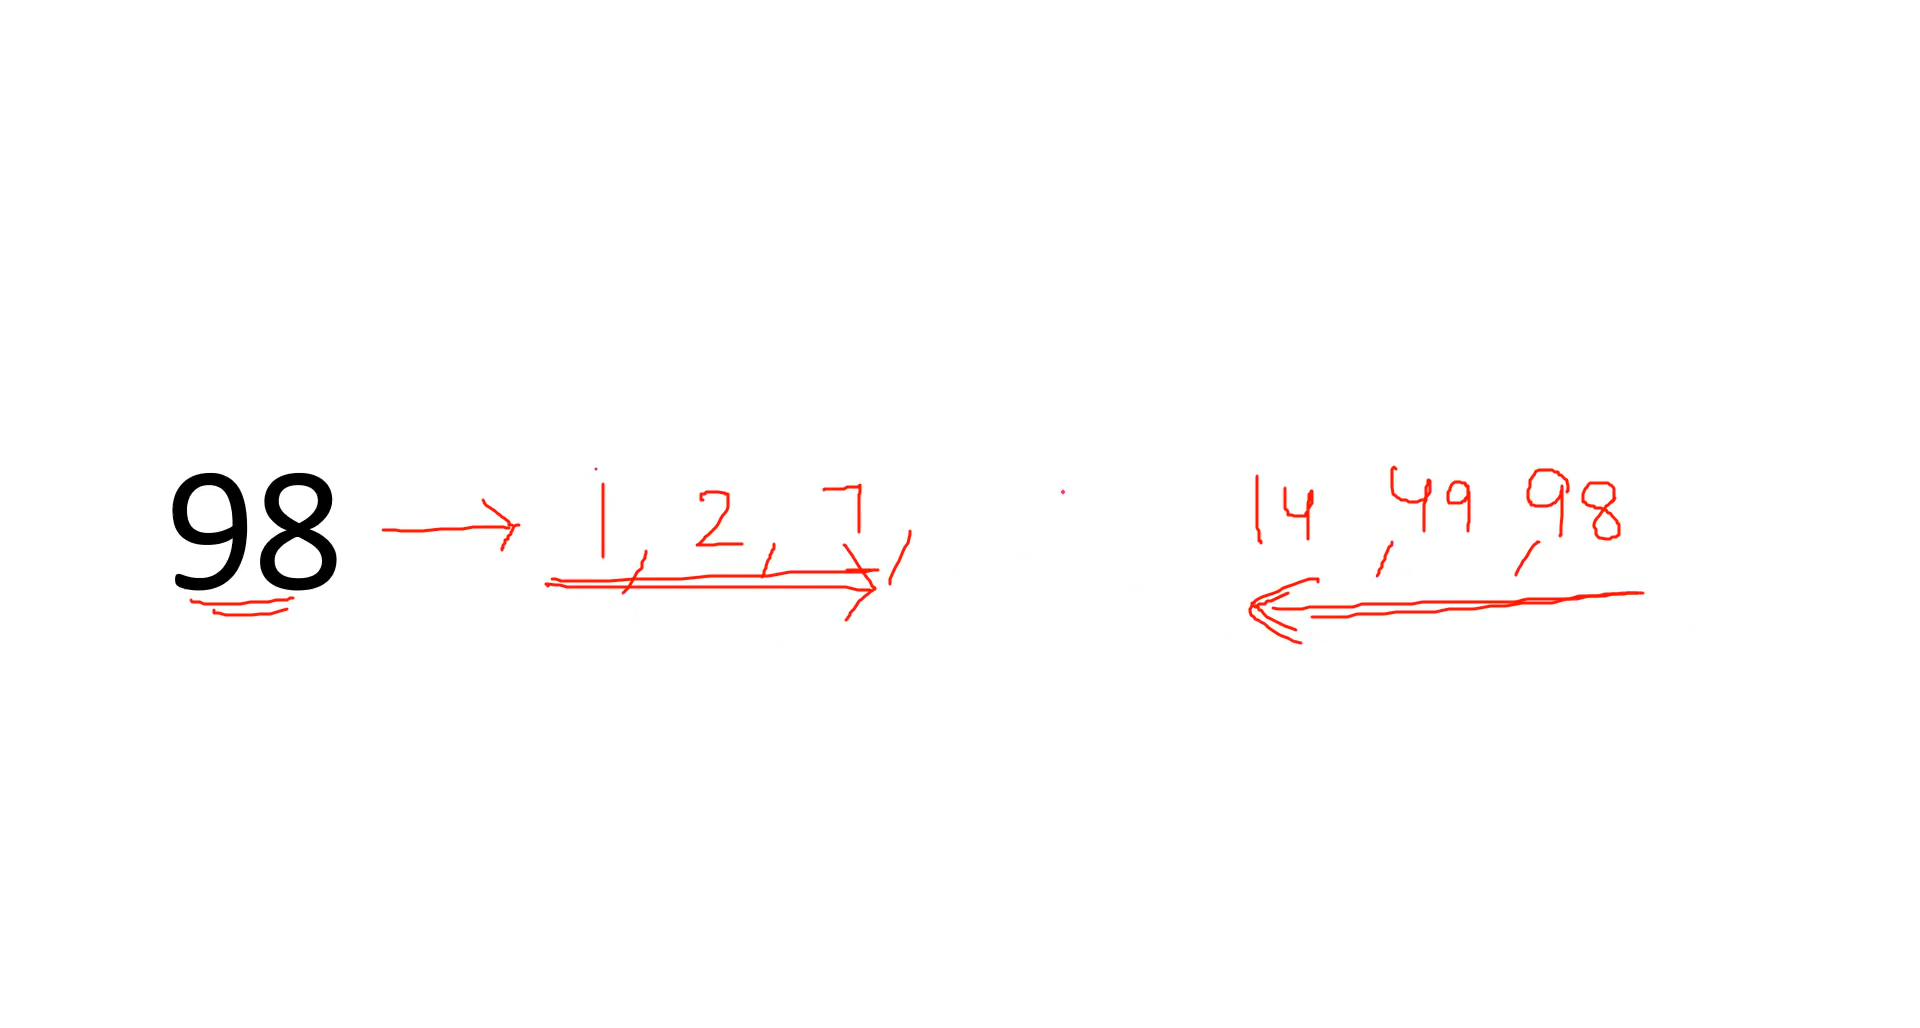 98 → 1, 2, 7, 14, 49, 98